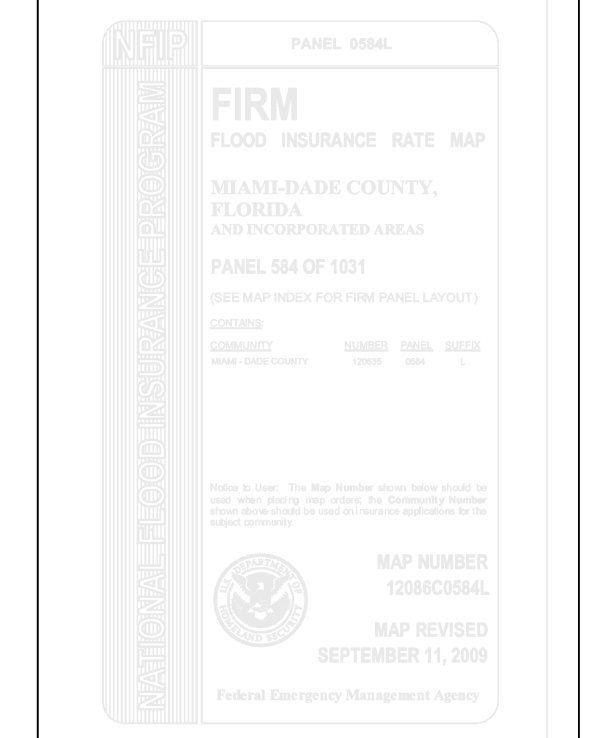 NFIP
PANEL 0584L
NATIONAL FLOOD INSURANCE PROGRAM
FIRM
FLOOD INSURANCE RATE MAP
MIAMI-DADE COUNTY,
FLORIDA
AND INCORPORATED AREAS
PANEL 584 OF 1031
(SEE MAP INDEX FOR FIRM PANEL LAYOUT)
CONTAINS:
COMMUNITY NUMBER PANEL SUFFIX
MIAMI - DADE COUNTY 120635 0584 L
Notice to User: The Map Number shown below should be
used when placing map orders; the Community Number
shown above should be used on insurance applications for the
subject community.
U.S. DEPARTMENT OF HOMELAND SECURITY
MAP NUMBER
12086C0584L
MAP REVISED
SEPTEMBER 11, 2009
Federal Emergency Management Agency